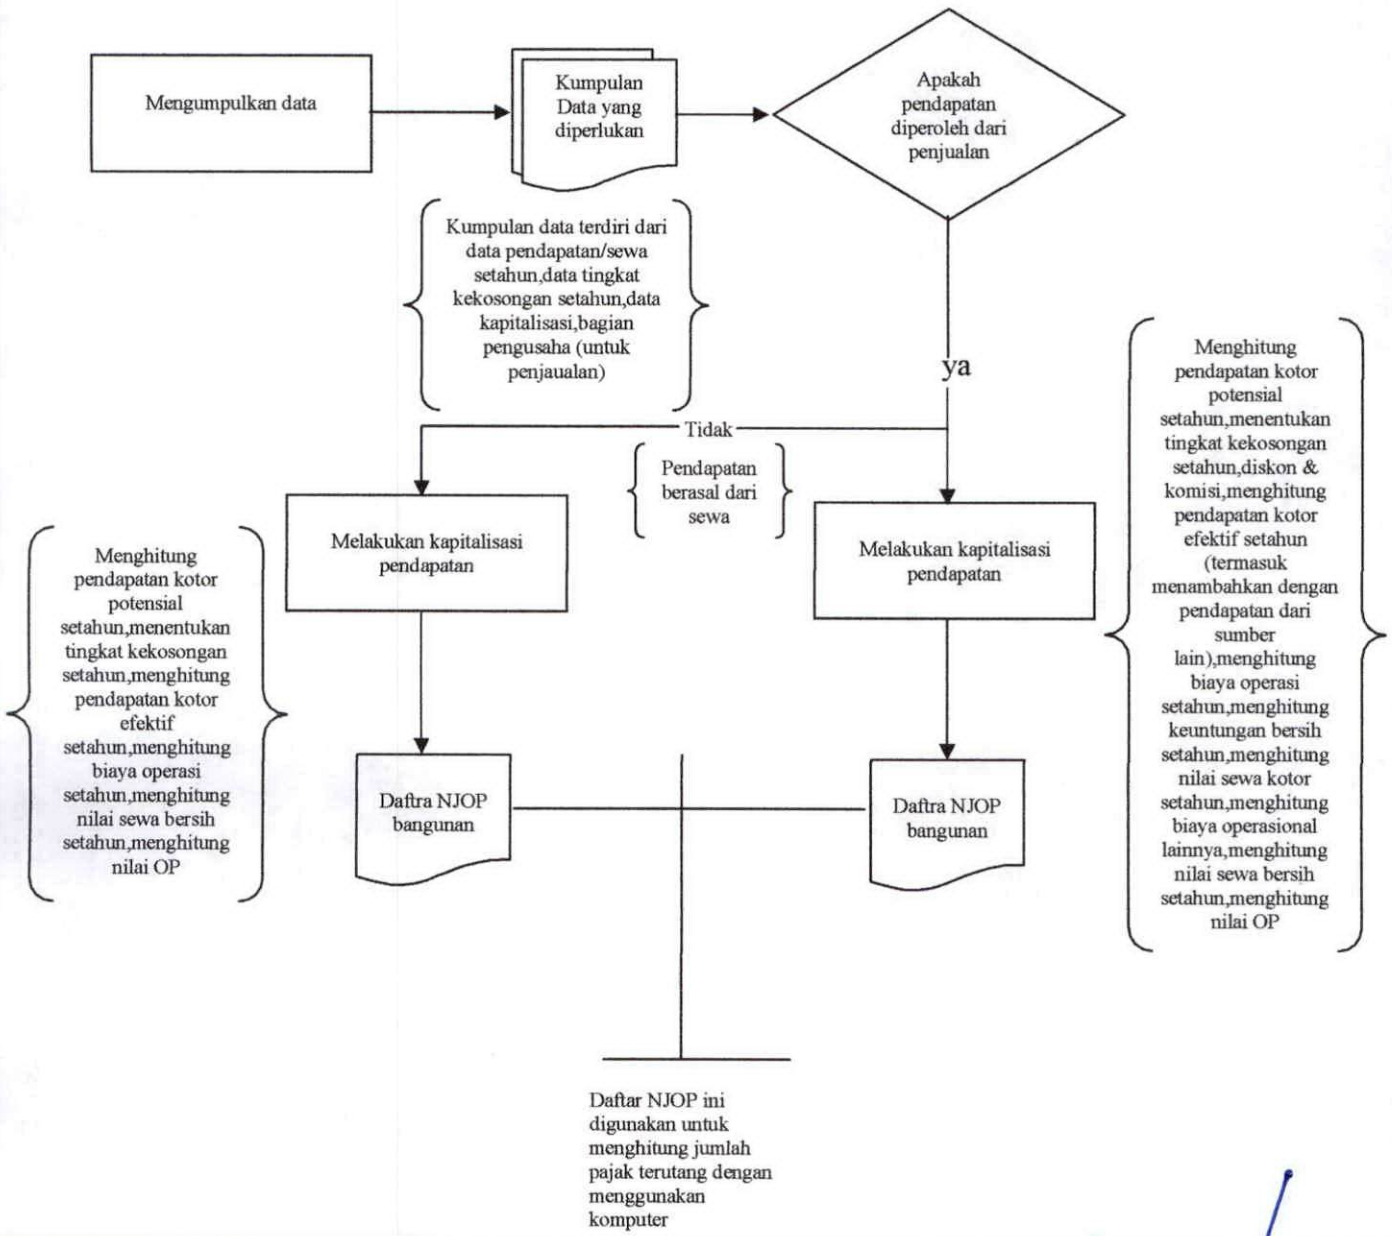 Mengumpulkan data
Kumpulan
Data yang
diperlukan
Apakah
pendapatan
diperoleh dari
penjualan
Kumpulan data terdiri dari
data pendapatan/sewa
setahun,data tingkat
kekosongan setahun,data
kapitalisasi,bagian
pengusaha (untuk
penjaualan)
ya
Tidak
Pendapatan
berasal dari
sewa
Melakukan kapitalisasi
pendapatan
Melakukan kapitalisasi
pendapatan
Menghitung
pendapatan kotor
potensial
setahun,menentukan
tingkat kekosongan
setahun,diskon &
komisi,menghitung
pendapatan kotor
efektif setahun
(termasuk
menambahkan dengan
pendapatan dari
sumber
lain),menghitung
biaya operasi
setahun,menghitung
keuntungan bersih
setahun,menghitung
nilai sewa kotor
setahun,menghitung
biaya operasional
lainnya,menghitung
nilai sewa bersih
setahun,menghitung
nilai OP
Menghitung
pendapatan kotor
potensial
setahun,menentukan
tingkat kekosongan
setahun,menghitung
pendapatan kotor
efektif
setahun,menghitung
biaya operasi
setahun,menghitung
nilai sewa bersih
setahun,menghitung
nilai OP
Daftra NJOP
bangunan
Daftra NJOP
bangunan
Daftar NJOP ini
digunakan untuk
menghitung jumlah
pajak terutang dengan
menggunakan
komputer